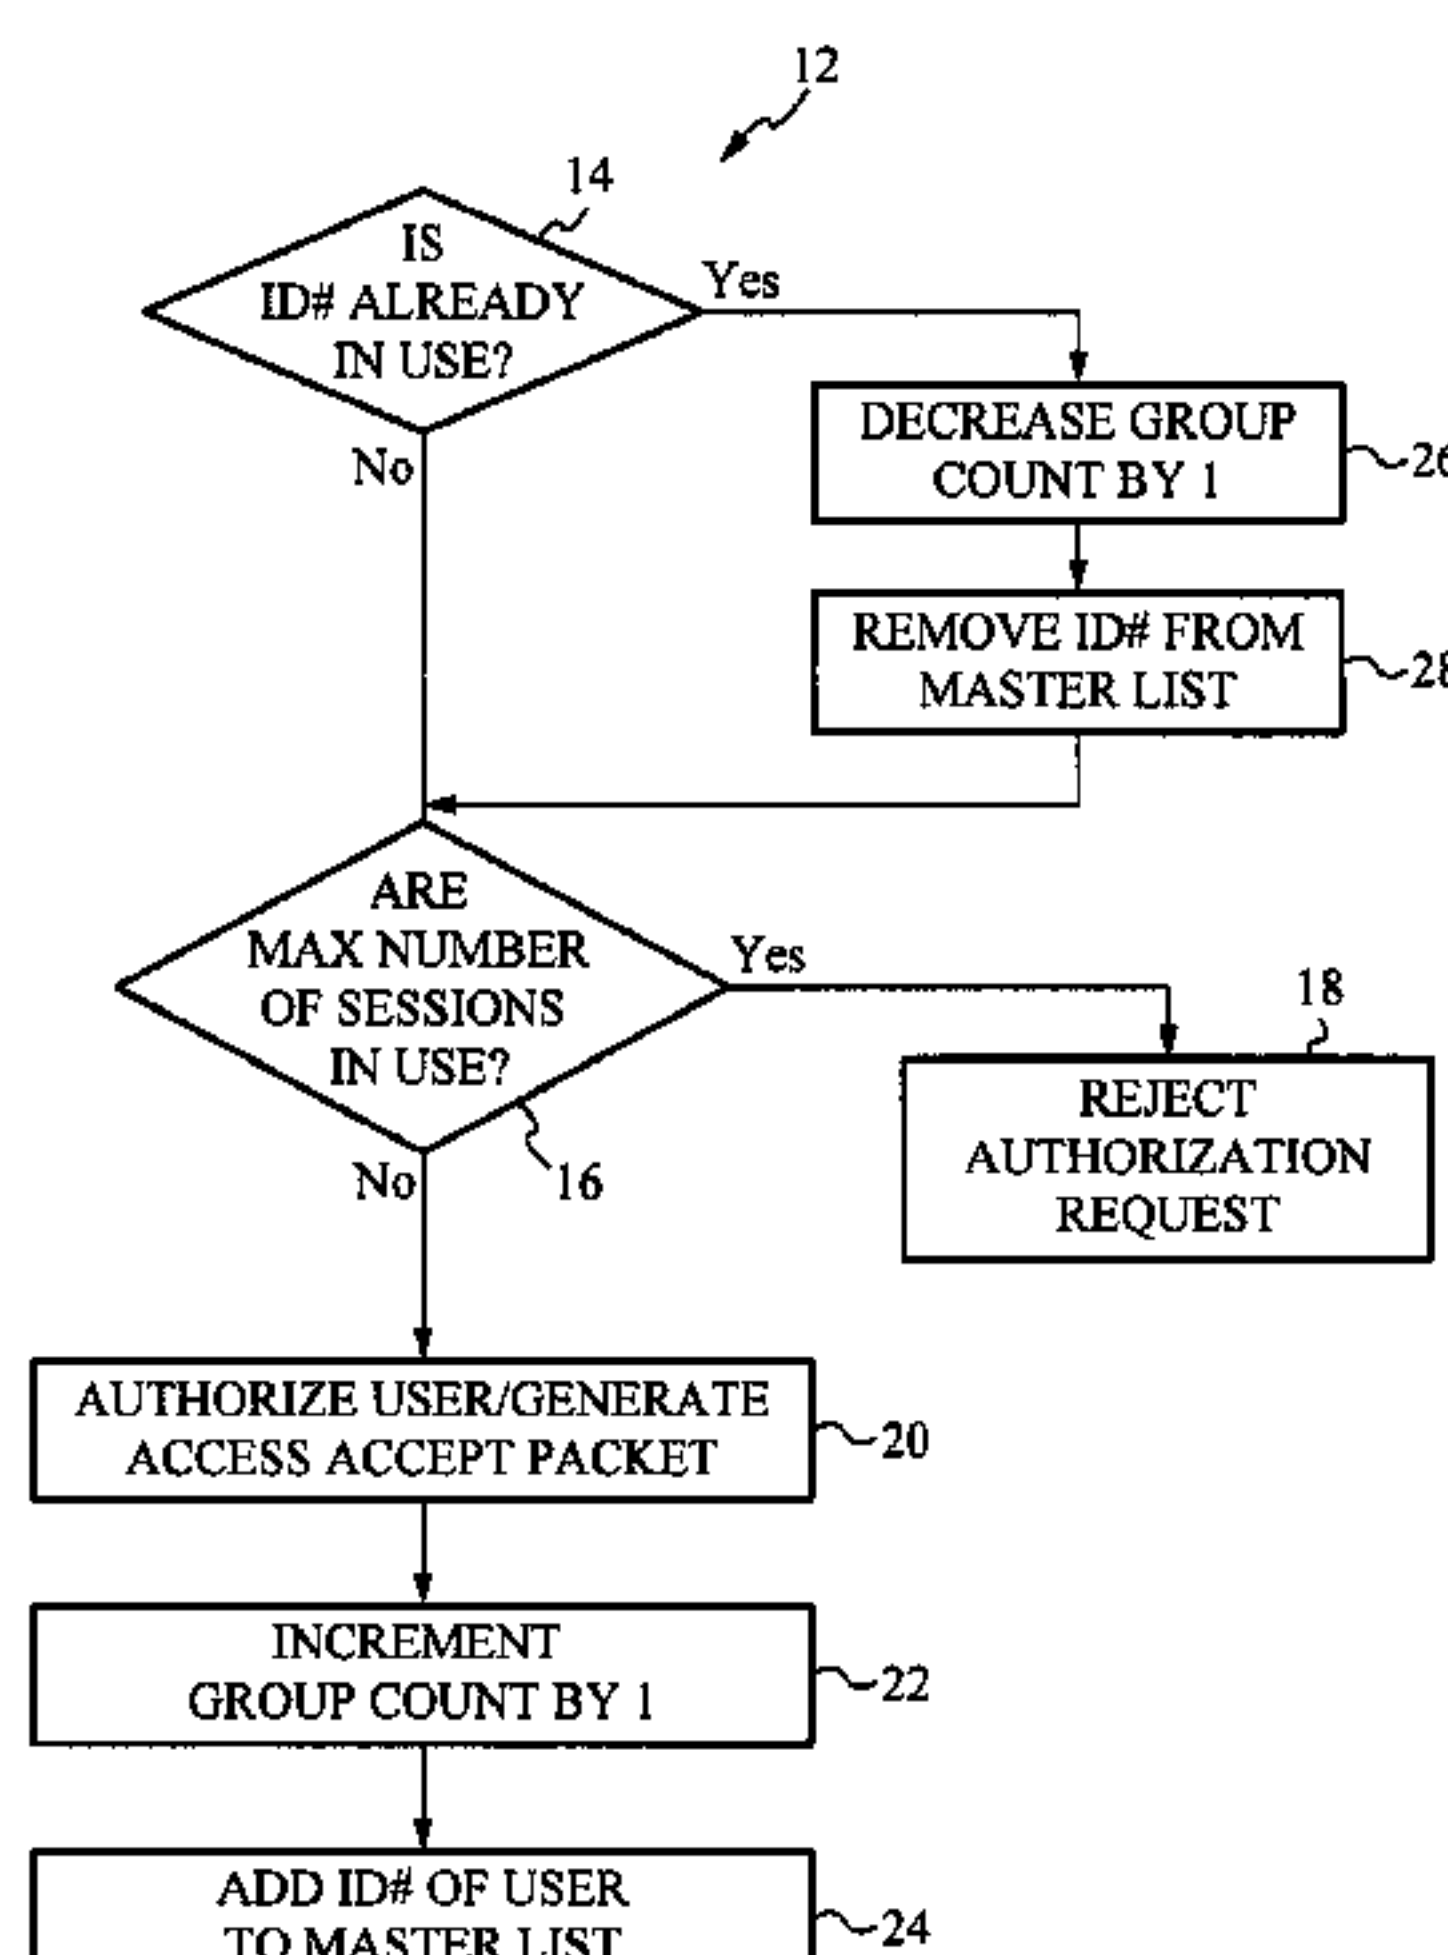 12
14
IS
ID# ALREADY
IN USE?
Yes
No
DECREASE GROUP
COUNT BY 1
26
REMOVE ID# FROM
MASTER LIST
28
ARE
MAX NUMBER
OF SESSIONS
IN USE?
Yes
No
16
18
REJECT
AUTHORIZATION
REQUEST
AUTHORIZE USER/GENERATE
ACCESS ACCEPT PACKET
20
INCREMENT
GROUP COUNT BY 1
22
ADD ID# OF USER
TO MASTER LIST
24